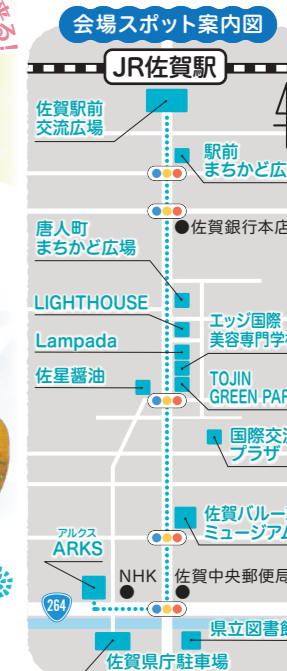 会場スポット案内図
JR佐賀駅
佐賀駅前
交流広場
駅前
まちかど広
唐人町
まちかど広場
佐賀銀行本店
LIGHTHOUSE
エッジ国際
美容専門学校
Lampada
佐星醤油
TOJIN
GREEN PAR
国際交流
プラザ
佐賀バルーン
ミュージアム
アルクス
ARKS
NHK
佐賀中央郵便局
264
県立図書館
佐賀県庁駐車場